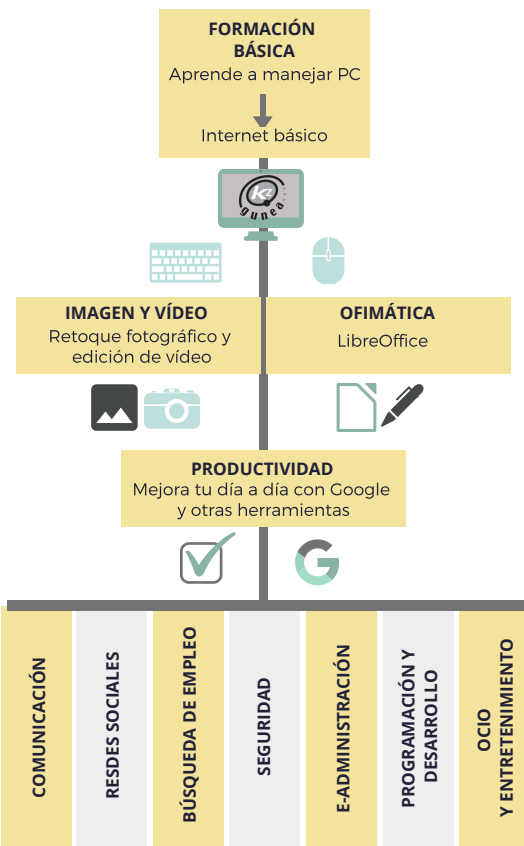 FORMACIÓN
BÁSICA
Aprende a manejar PC
Internet básico
kz
gunea
IMAGEN Y VÍDEO
Retoque fotográfico y
edición de vídeo
OFIMÁTICA
LibreOffice
PRODUCTIVIDAD
Mejora tu día a día con Google
y otras herramientas
G
COMUNICACIÓN
RESDES SOCIALES
BÚSQUEDA DE EMPLEO
SEGURIDAD
E-ADMINISTRACIÓN
PROGRAMACIÓN Y
DESARROLLO
OCIO
Y ENTRETENIMIENTO